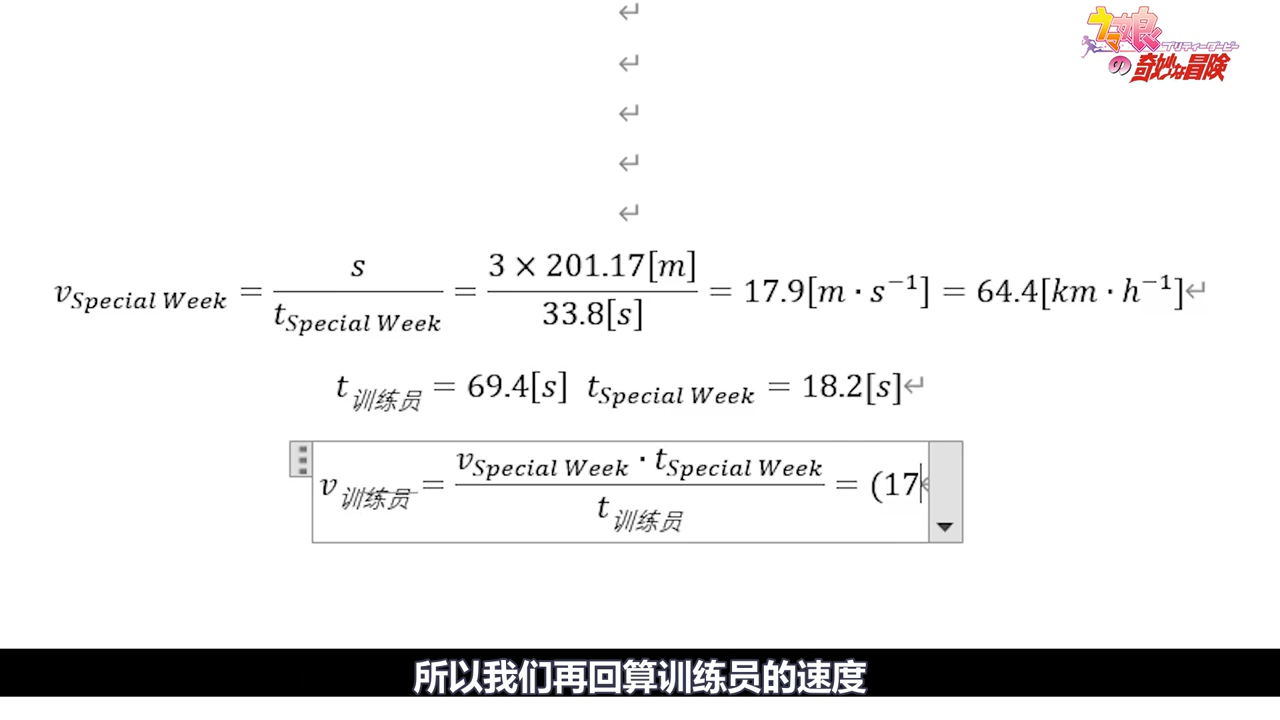 ウマ娘
プリティーダービー
の奇妙な冒険
↵
↵
↵
↵
↵
v_{Special Week} = \frac{s}{t_{Special Week}} = \frac{3 × 201.17[m]}{33.8[s]} = 17.9[m · s^{-1}] = 64.4[km · h^{-1}]↵
t_{训练员} = 69.4[s] t_{Special Week} = 18.2[s]↵
v_{训练员} = \frac{v_{Special Week} · t_{Special Week}}{t_{训练员}} = (17↵
所以我们再回算训练员的速度